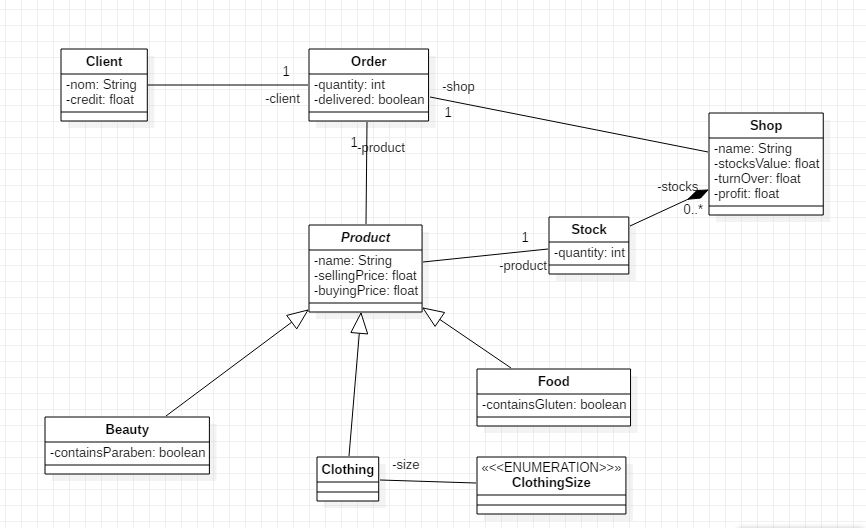 Client
-nom: String
-credit: float
1
-client
Order
-quantity: int
-delivered: boolean
-shop
1
Shop
-name: String
-stocksValue: float
-turnOver: float
-profit: float
1
-product
-stocks
0..*
Product
-name: String
-sellingPrice: float
-buyingPrice: float
1
-product
Stock
-quantity: int
Food
-containsGluten: boolean
Beauty
-containsParaben: boolean
Clothing
-size
«<<ENUMERATION>>»
ClothingSize